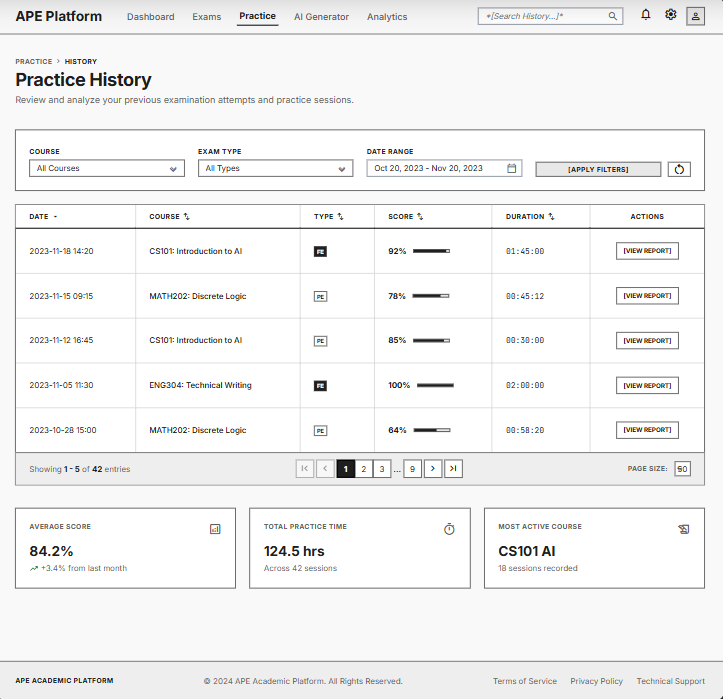 APE Platform Dashboard Exams Practice AI Generator Analytics *[Search History...]*
PRACTICE > HISTORY
Practice History
Review and analyze your previous examination attempts and practice sessions.
COURSE EXAM TYPE DATE RANGE
All Courses All Types Oct 20, 2023 - Nov 20, 2023 [APPLY FILTERS]
DATE COURSE TYPE SCORE DURATION ACTIONS
2023-11-18 14:20 CS101: Introduction to AI FE 92% 01:45:00 [VIEW REPORT]
2023-11-15 09:15 MATH202: Discrete Logic PE 78% 00:45:12 [VIEW REPORT]
2023-11-12 16:45 CS101: Introduction to AI PE 85% 00:30:00 [VIEW REPORT]
2023-11-05 11:30 ENG304: Technical Writing FE 100% 02:00:00 [VIEW REPORT]
2023-10-28 15:00 MATH202: Discrete Logic PE 64% 00:58:20 [VIEW REPORT]
Showing 1 - 5 of 42 entries 1 2 3 ... 9 PAGE SIZE:
AVERAGE SCORE
84.2%
+3.4% from last month
TOTAL PRACTICE TIME
124.5 hrs
Across 42 sessions
MOST ACTIVE COURSE
CS101 AI
18 sessions recorded
APE ACADEMIC PLATFORM © 2024 APE Academic Platform. All Rights Reserved. Terms of Service Privacy Policy Technical Support